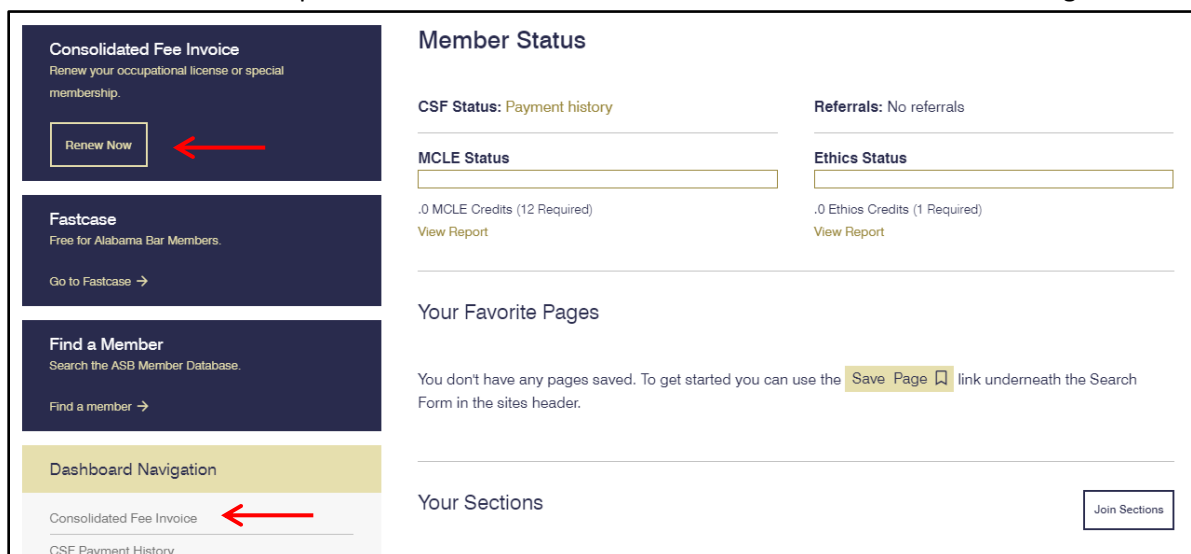 Consolidated Fee Invoice
Renew your occupational license or special
membership.
Renew Now
Fastcase
Free for Alabama Bar Members.
Go to Fastcase →
Find a Member
Search the ASB Member Database.
Find a member →
Dashboard Navigation
Consolidated Fee Invoice
CSF Payment History
Member Status
CSF Status: Payment history
Referrals: No referrals
MCLE Status
.0 MCLE Credits (12 Required)
View Report
Ethics Status
.0 Ethics Credits (1 Required)
View Report
Your Favorite Pages
You don't have any pages saved. To get started you can use the Save Page link underneath the Search
Form in the sites header.
Your Sections
Join Sections